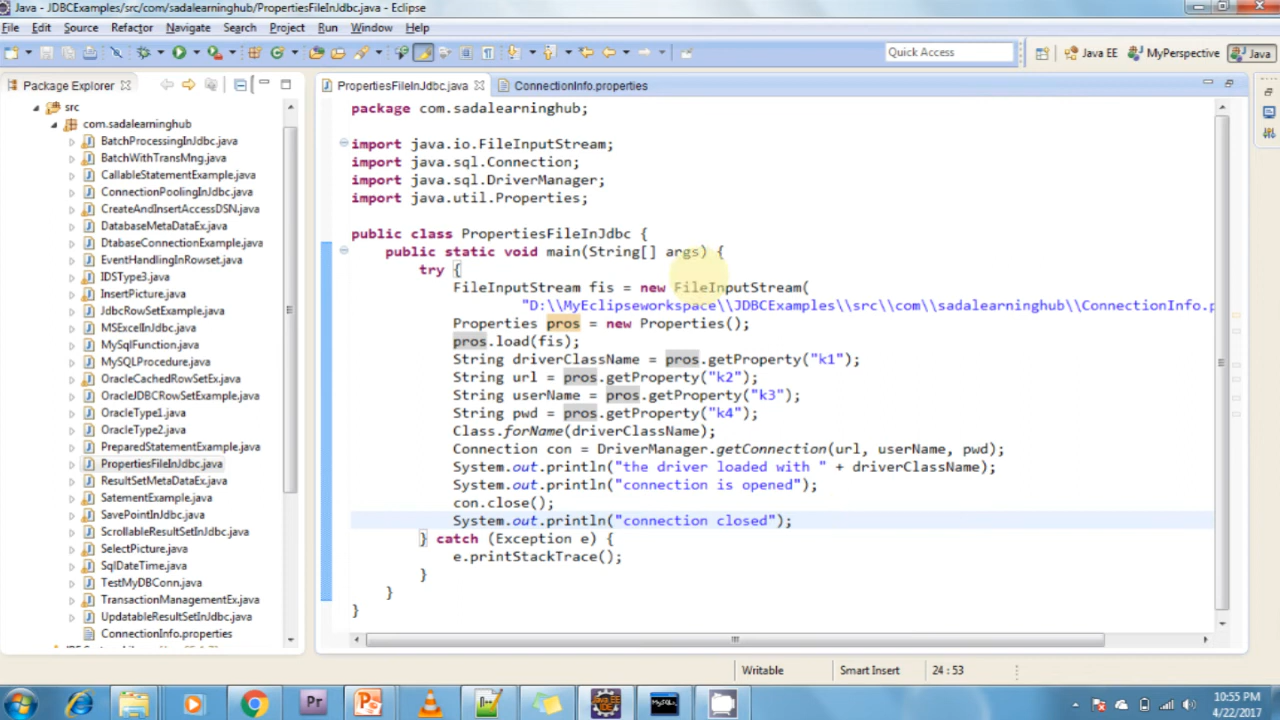 Java - JDBCExamples/src/com/sadalearninghub/PropertiesFileInJdbc.java - Eclipse
File Edit Source Refactor Navigate Search Project Run Window Help
Quick Access
Java EE
MyPerspective
Java
Package Explorer
PropertiesFileInJdbc.java
ConnectionInfo.properties
src
com.sadalearninghub
BatchProcessingInJdbc.java
BatchWithTransMng.java
CallableStatementExample.java
ConnectionPoolingInJdbc.java
CreateAndInsertAccessDSN.java
DatabaseMetaDataEx.java
DtabaseConnectionExample.java
EventHandlingInRowset.java
IDSType3.java
InsertPicture.java
JdbcRowSetExample.java
MSExcelInJdbc.java
MySqlFunction.java
MySQLProcedure.java
OracleCachedRowSetEx.java
OracleJDBCRowSetExample.java
OracleType1.java
OracleType2.java
PreparedStatementExample.java
PropertiesFileInJdbc.java
ResultSetMetaDataEx.java
SatementExample.java
SavePointInJdbc.java
ScrollableResultSetInJdbc.java
SelectPicture.java
SqlDateTime.java
TestMyDBConn.java
TransactionManagementEx.java
UpdatableResultSetInJdbc.java
ConnectionInfo.properties
package com.sadalearninghub;
import java.io.FileInputStream;
import java.sql.Connection;
import java.sql.DriverManager;
import java.util.Properties;
public class PropertiesFileInJdbc {
public static void main(String[] args) {
try {
FileInputStream fis = new FileInputStream(
"D:\\MyEclipseworkspace\\JDBCExamples\\src\\com\\sadalearninghub\\ConnectionInfo.p
Properties pros = new Properties();
pros.load(fis);
String driverClassName = pros.getProperty("k1");
String url = pros.getProperty("k2");
String userName = pros.getProperty("k3");
String pwd = pros.getProperty("k4");
Class.forName(driverClassName);
Connection con = DriverManager.getConnection(url, userName, pwd);
System.out.println("the driver loaded with " + driverClassName);
System.out.println("connection is opened");
con.close();
System.out.println("connection closed");
} catch (Exception e) {
e.printStackTrace();
}
}
}
Writable
Smart Insert
24 : 53
10:55 PM
4/22/2017